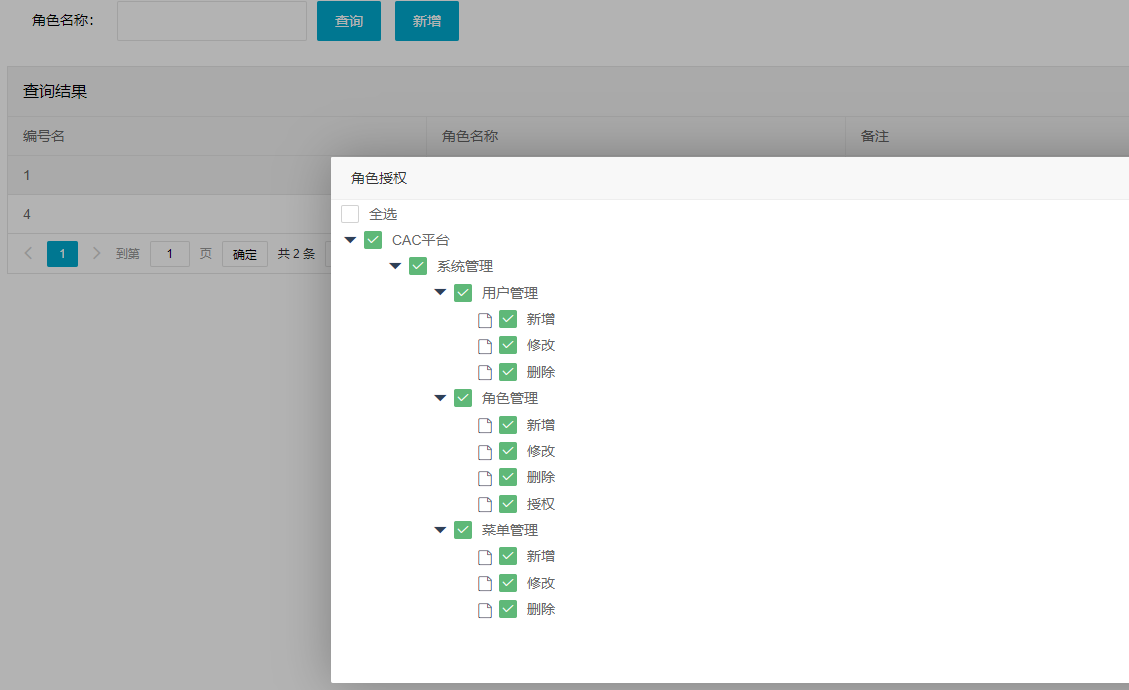 角色名称： 查询 新增
查询结果
编号名 角色名称 备注
1
4
1 到第 1 页 确定 共 2 条
角色授权
全选
CAC平台
系统管理
用户管理
新增
修改
删除
角色管理
新增
修改
删除
授权
菜单管理
新增
修改
删除